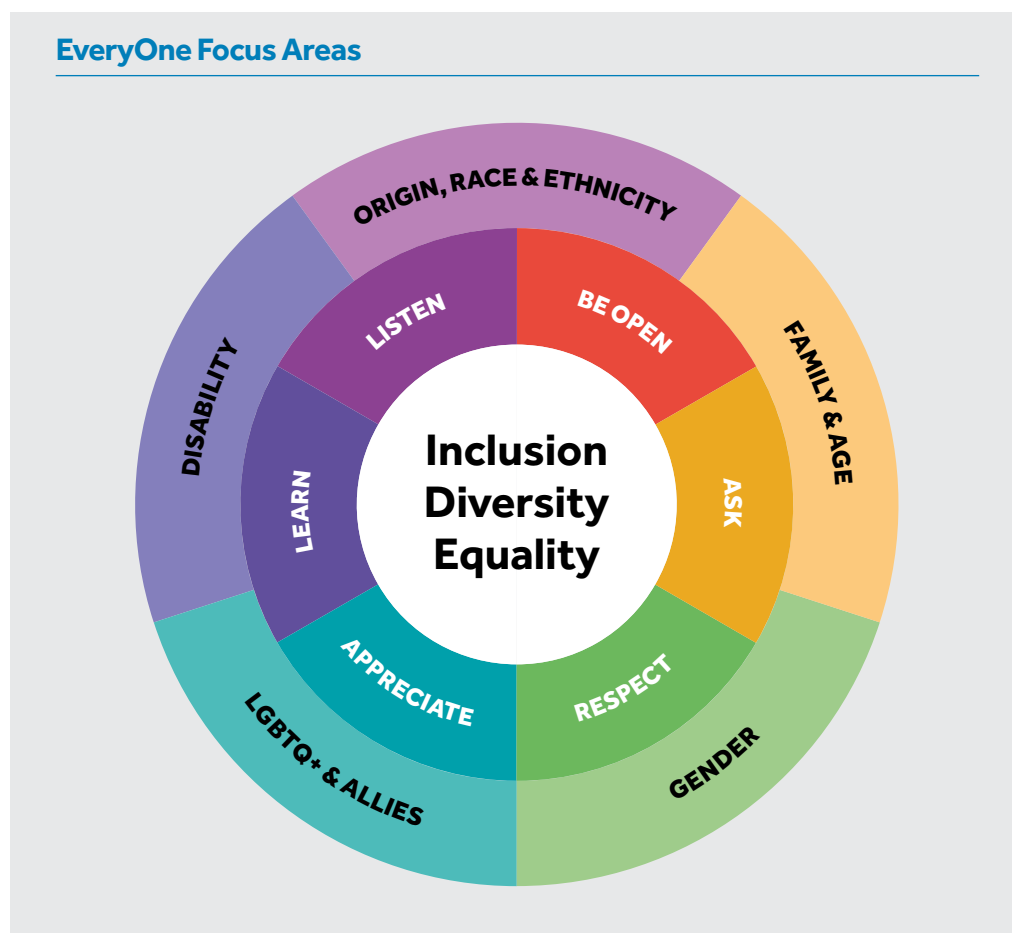 EveryOne Focus Areas
ORIGIN, RACE & ETHNICITY
FAMILY & AGE
GENDER
LGBTQ+ & ALLIES
DISABILITY
LISTEN
BE OPEN
ASK
RESPECT
APPRECIATE
LEARN
Inclusion
Diversity
Equality